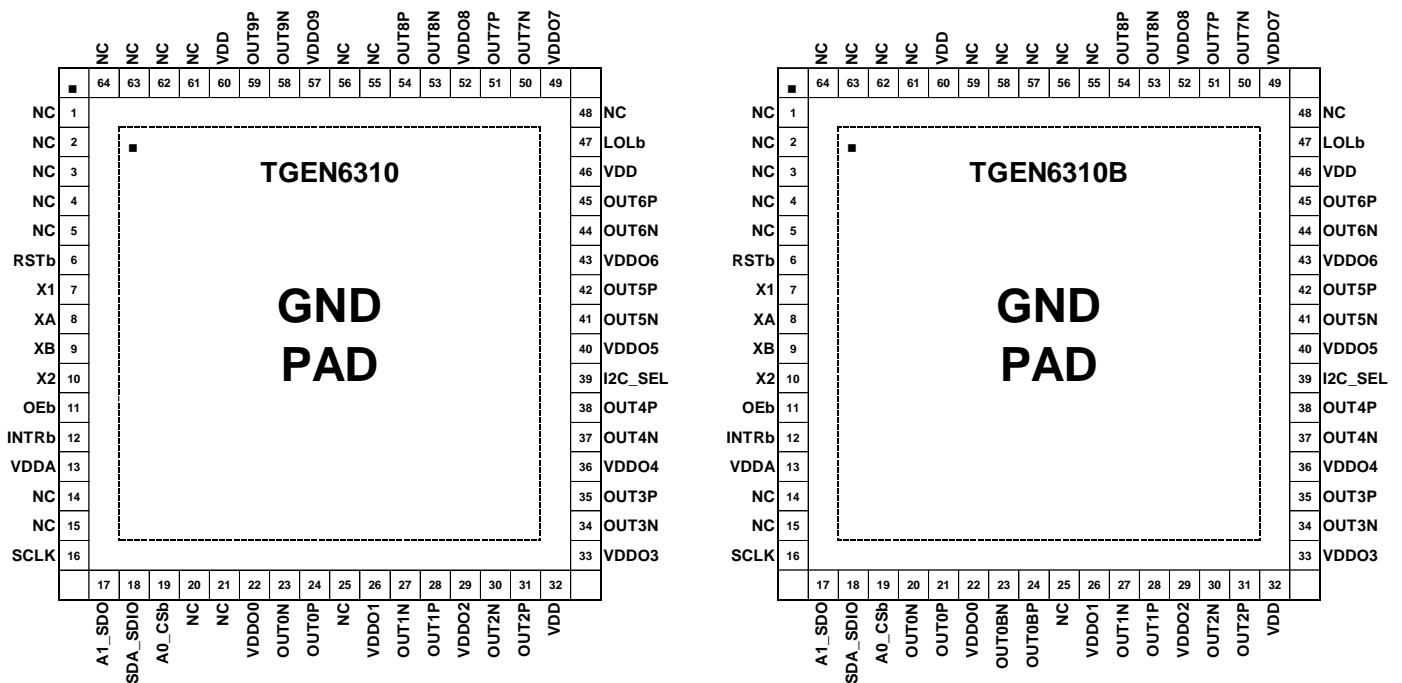 NC NC NC NC VDD OUT9P OUT9N VDDO9 NC NC OUT8P OUT8N VDDO8 OUT7P OUT7N VDDO7
64 63 62 61 60 59 58 57 56 55 54 53 52 51 50 49
NC 1 48 NC
NC 2 47 LOLb
NC 3 TGEN6310 46 VDD
NC 4 45 OUT6P
NC 5 44 OUT6N
RSTb 6 43 VDDO6
X1 7 GND 42 OUT5P
XA 8 41 OUT5N
XB 9 PAD 40 VDDO5
X2 10 39 I2C_SEL
OEb 11 38 OUT4P
INTRb 12 37 OUT4N
VDDA 13 36 VDDO4
NC 14 35 OUT3P
NC 15 34 OUT3N
SCLK 16 33 VDDO3
17 18 19 20 21 22 23 24 25 26 27 28 29 30 31 32
A1_SDO SDA_SDIO A0_CSb NC NC VDDO0 OUT0N OUT0P NC VDDO1 OUT1N OUT1P VDDO2 OUT2N OUT2P VDD
NC NC NC NC VDD NC NC NC NC NC OUT8P OUT8N VDDO8 OUT7P OUT7N VDDO7
64 63 62 61 60 59 58 57 56 55 54 53 52 51 50 49
NC 1 48 NC
NC 2 47 LOLb
NC 3 TGEN6310B 46 VDD
NC 4 45 OUT6P
NC 5 44 OUT6N
RSTb 6 43 VDDO6
X1 7 GND 42 OUT5P
XA 8 41 OUT5N
XB 9 PAD 40 VDDO5
X2 10 39 I2C_SEL
OEb 11 38 OUT4P
INTRb 12 37 OUT4N
VDDA 13 36 VDDO4
NC 14 35 OUT3P
NC 15 34 OUT3N
SCLK 16 33 VDDO3
17 18 19 20 21 22 23 24 25 26 27 28 29 30 31 32
A1_SDO SDA_SDIO A0_CSb OUT0N OUT0P VDDO0 OUT0BN OUT0BP NC VDDO1 OUT1N OUT1P VDDO2 OUT2N OUT2P VDD